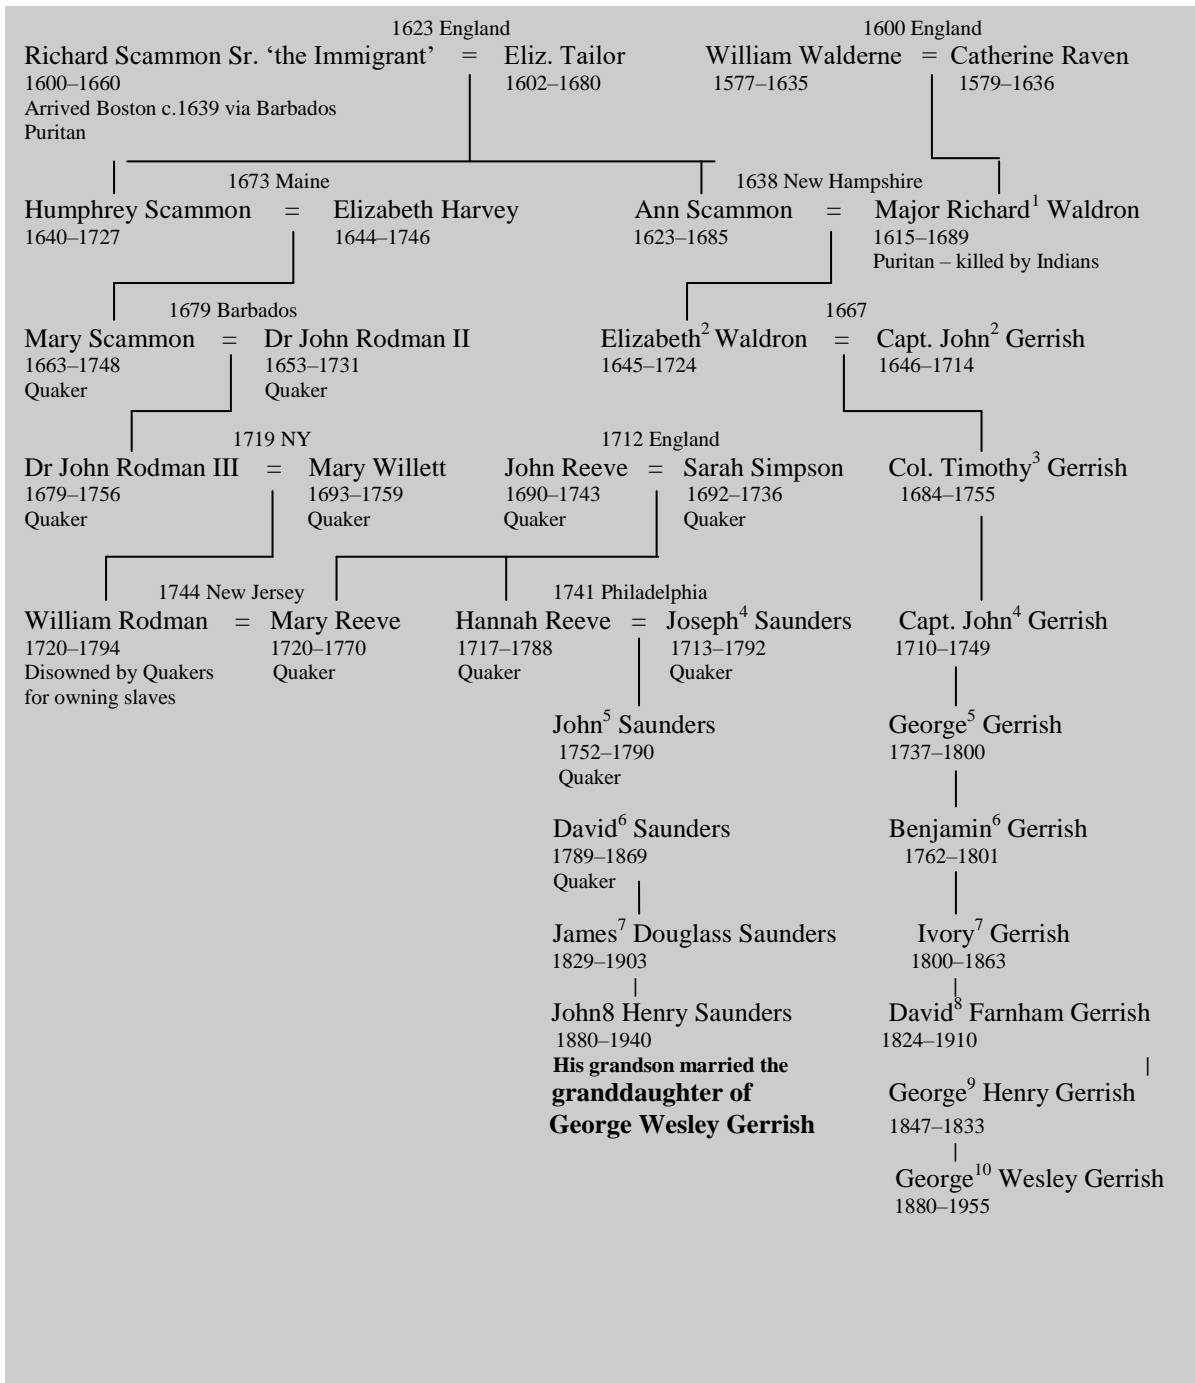 1623 England 1600 England
Richard Scammon Sr. ‘the Immigrant’ = Eliz. Tailor William Walderne = Catherine Raven
1600–1660 1602–1680 1577–1635 1579–1636
Arrived Boston c.1639 via Barbados
Puritan
1673 Maine 1638 New Hampshire
Humphrey Scammon = Elizabeth Harvey Ann Scammon = Major Richard¹ Waldron
1640–1727 1644–1746 1623–1685 1615–1689
Puritan – killed by Indians
1679 Barbados 1667
Mary Scammon = Dr John Rodman II Elizabeth² Waldron = Capt. John² Gerrish
1663–1748 1653–1731 1645–1724 1646–1714
Quaker Quaker
1719 NY 1712 England
Dr John Rodman III = Mary Willett John Reeve = Sarah Simpson Col. Timothy³ Gerrish
1679–1756 1693–1759 1690–1743 1692–1736 1684–1755
Quaker Quaker Quaker Quaker
1744 New Jersey 1741 Philadelphia
William Rodman = Mary Reeve Hannah Reeve = Joseph⁴ Saunders Capt. John⁴ Gerrish
1720–1794 1720–1770 1717–1788 1713–1792 1710–1749
Disowned by Quakers Quaker Quaker Quaker
for owning slaves
John⁵ Saunders George⁵ Gerrish
1752–1790 1737–1800
Quaker
David⁶ Saunders Benjamin⁶ Gerrish
1789–1869 1762–1801
Quaker
James⁷ Douglass Saunders Ivory⁷ Gerrish
1829–1903 1800–1863
John8 Henry Saunders David⁸ Farnham Gerrish
1880–1940 1824–1910
His grandson married the
granddaughter of George⁹ Henry Gerrish
George Wesley Gerrish 1847–1833
George¹⁰ Wesley Gerrish
1880–1955